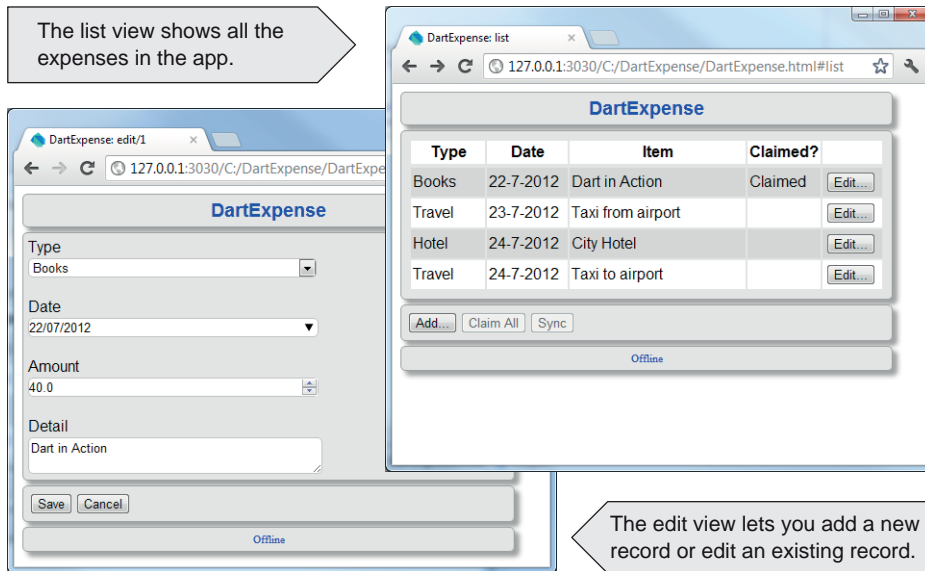 The list view shows all the
expenses in the app.
DartExpense: list
127.0.0.1:3030/C:/DartExpense/DartExpense.html#list
DartExpense
Type Date Item Claimed?
Books 22-7-2012 Dart in Action Claimed Edit...
Travel 23-7-2012 Taxi from airport Edit...
Hotel 24-7-2012 City Hotel Edit...
Travel 24-7-2012 Taxi to airport Edit...
Add... Claim All Sync
Offline
DartExpense: edit/1
127.0.0.1:3030/C:/DartExpense/DartExpe
DartExpense
Type
Books
Date
22/07/2012
Amount
40.0
Detail
Dart in Action
Save Cancel
Offline
The edit view lets you add a new
record or edit an existing record.